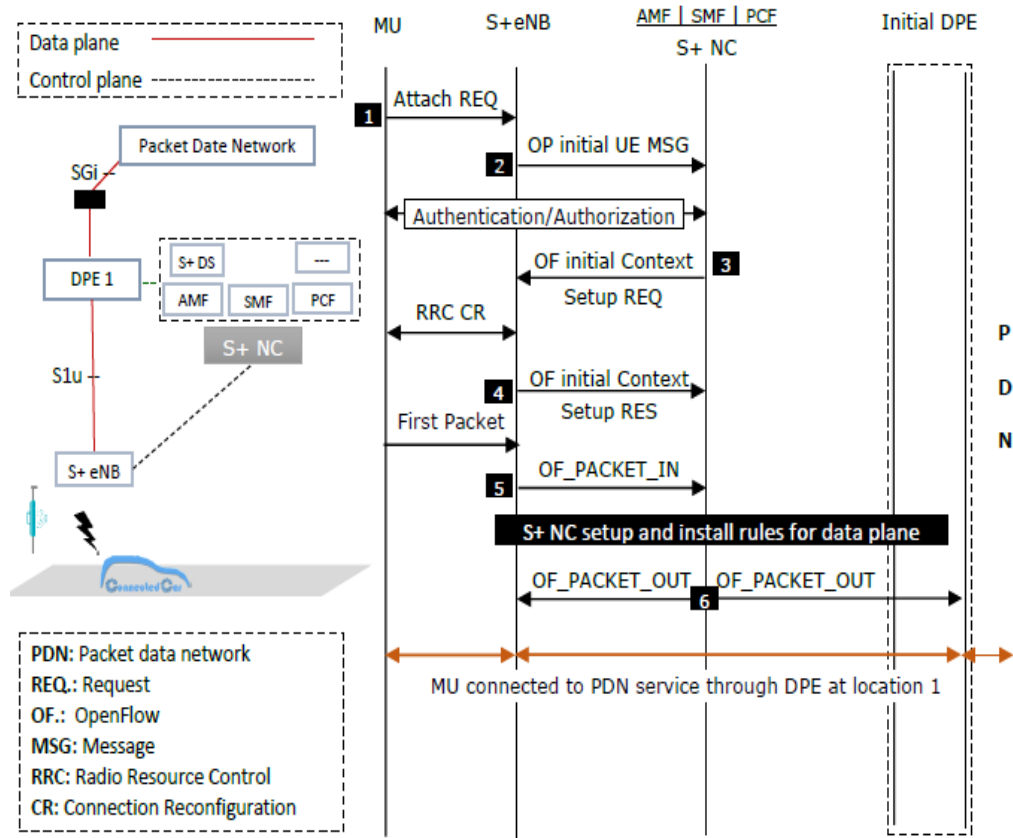 Data plane
Control plane
Packet Date Network
SGi
DPE 1
S+ DS
---
AMF
SMF
PCF
S+ NC
S1u
S+ eNB
ConnectedCar
PDN: Packet data network
REQ.: Request
OF.: OpenFlow
MSG: Message
RRC: Radio Resource Control
CR: Connection Reconfiguration
MU
S+eNB
AMF | SMF | PCF
S+ NC
Initial DPE
1
Attach REQ
2
OP initial UE MSG
Authentication/Authorization
3
OF initial Context
Setup REQ
RRC CR
4
OF initial Context
Setup RES
First Packet
5
OF_PACKET_IN
S+ NC setup and install rules for data plane
OF_PACKET_OUT
6
OF_PACKET_OUT
MU connected to PDN service through DPE at location 1
P
D
N